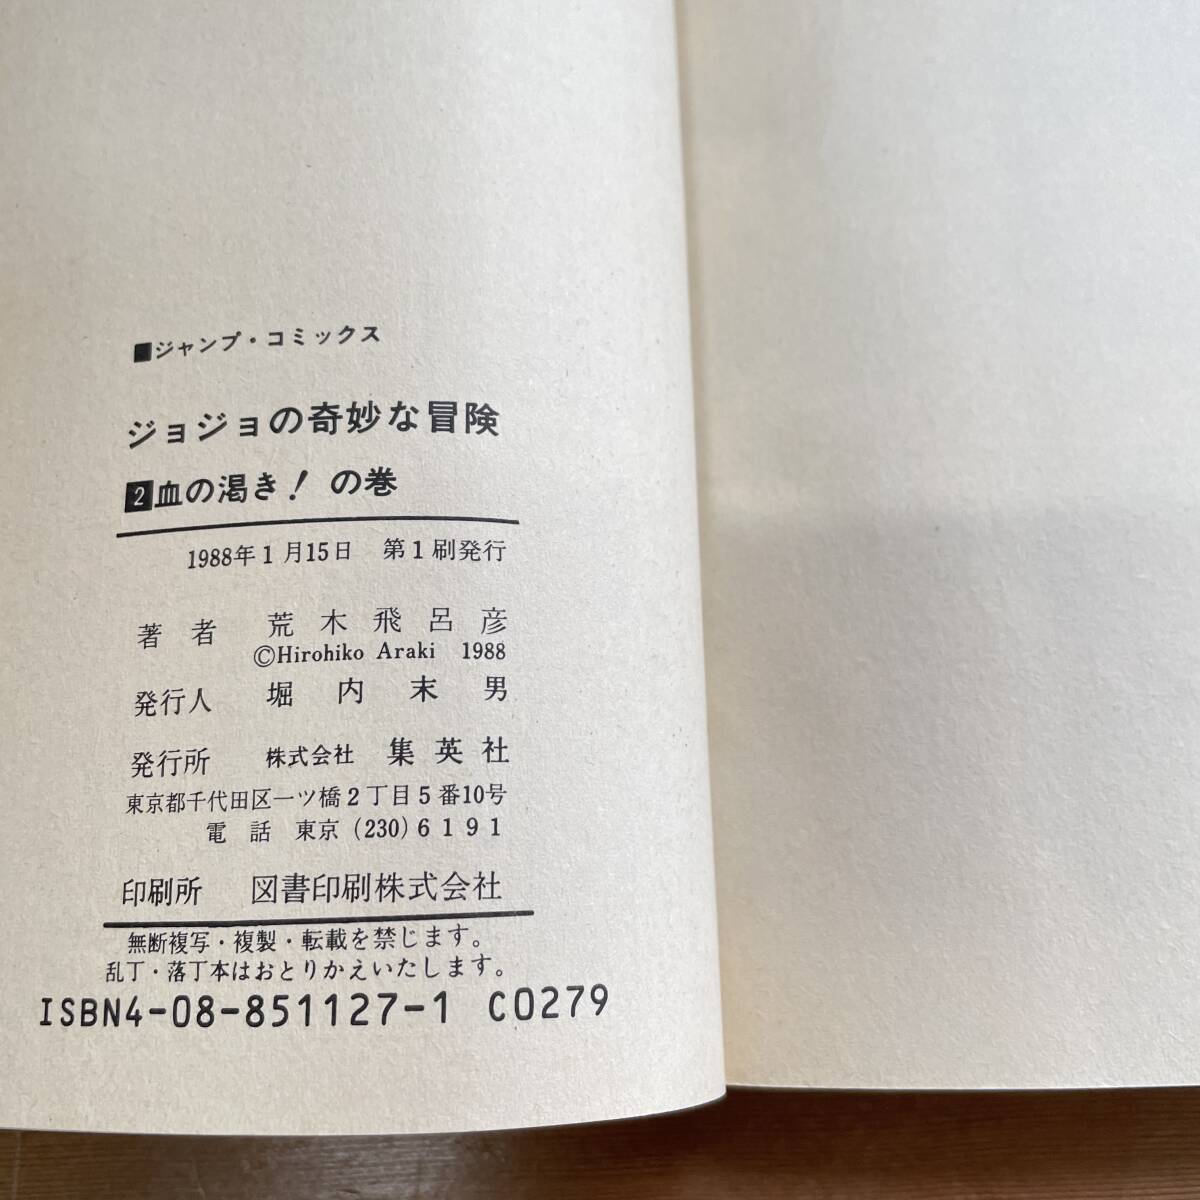 ■ジャンプ・コミックス
ジョジョの奇妙な冒険
2血の渇き！の巻
1988年1月15日　第1刷発行
著者　荒木飛呂彦
©Hirohiko Araki 1988
発行人　堀内末男
発行所　株式会社　集英社
東京都千代田区一ツ橋2丁目5番10号
電話　東京(230)6191
印刷所　図書印刷株式会社
無断複写・複製・転載を禁じます。
乱丁・落丁本はおとりかえいたします。
ISBN4-08-851127-1 C0279